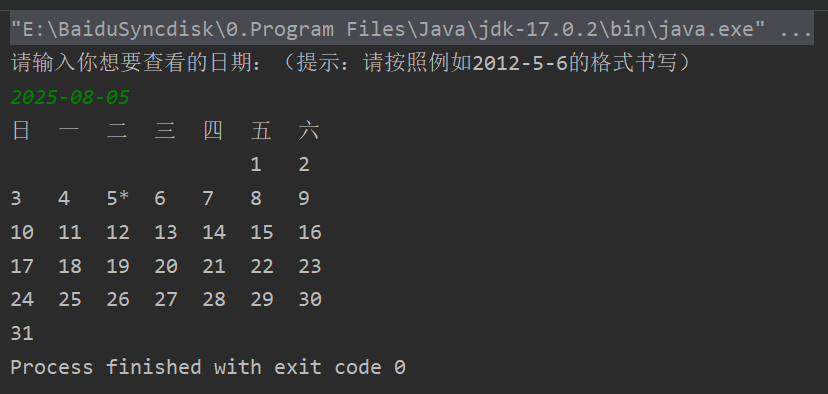 "E:\BaiduSyncdisk\0.Program Files\Java\jdk-17.0.2\bin\java.exe" ...
请输入你想要查看的日期：（提示：请按照例如2012-5-6的格式书写）
2025-08-05
日 一 二 三 四 五 六
1 2
3 4 5* 6 7 8 9
10 11 12 13 14 15 16
17 18 19 20 21 22 23
24 25 26 27 28 29 30
31
Process finished with exit code 0